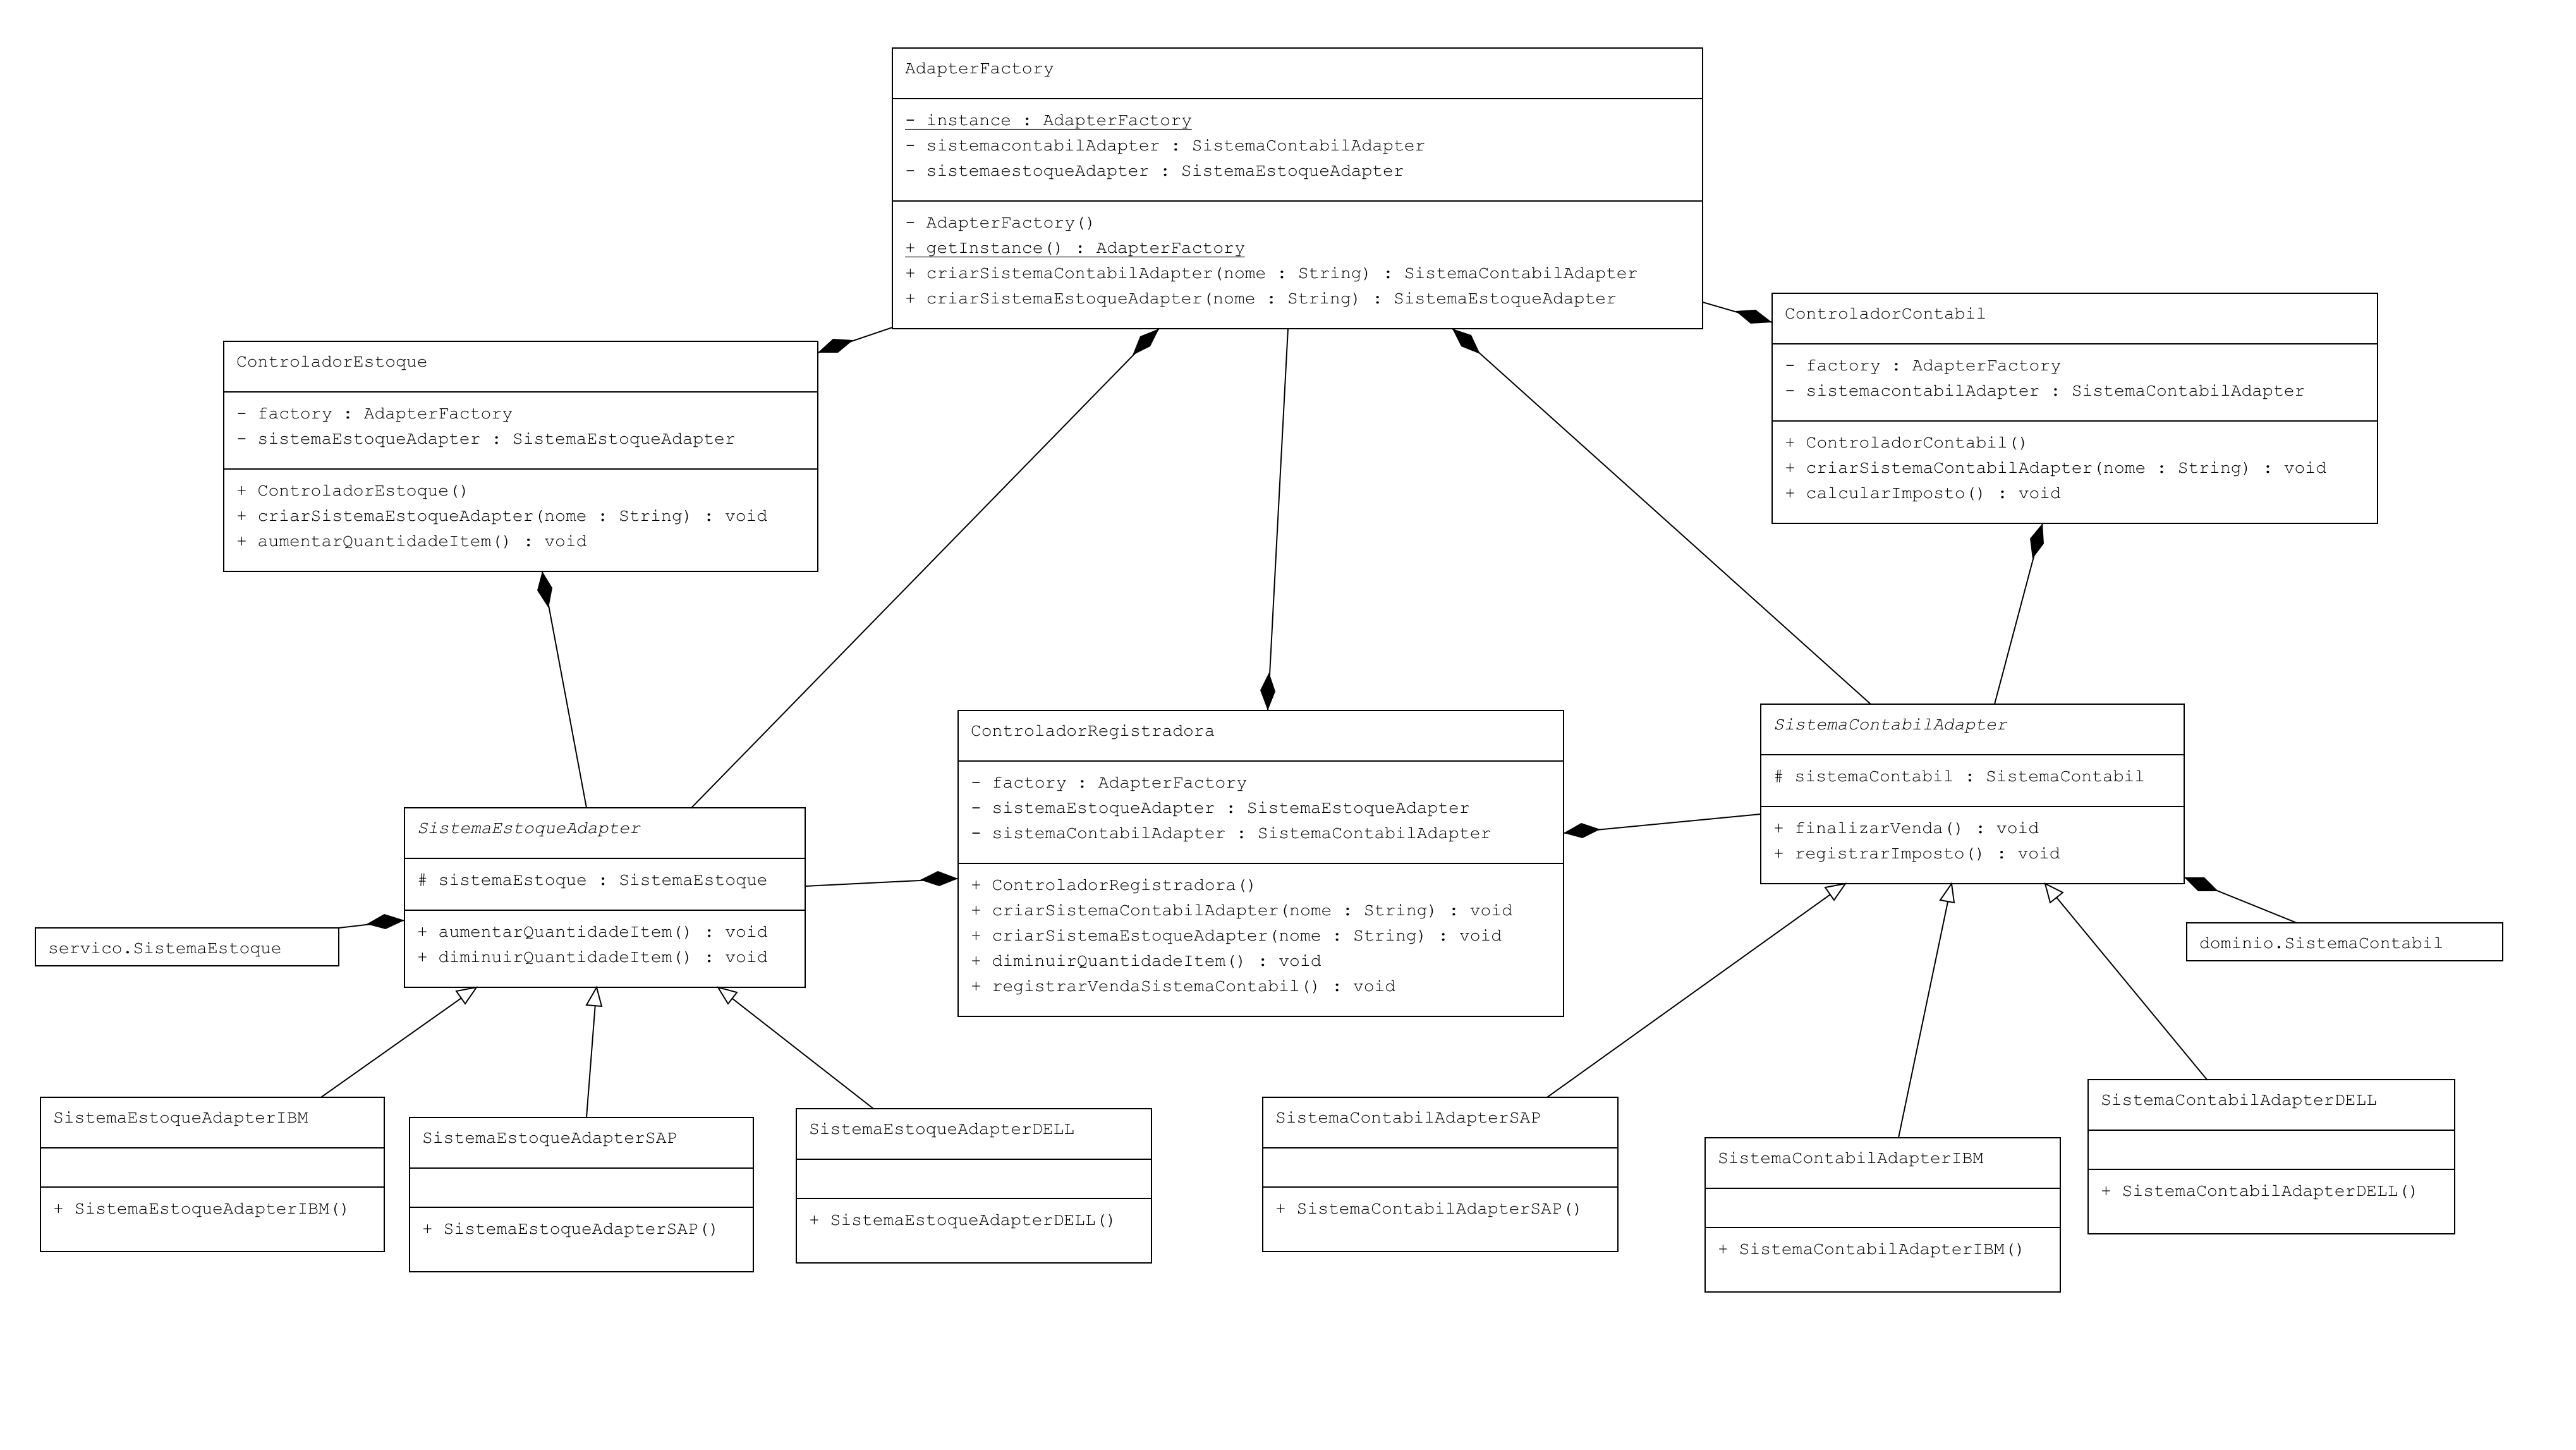 AdapterFactory
- instance : AdapterFactory
- sistemacontabilAdapter : SistemaContabilAdapter
- sistemaestoqueAdapter : SistemaEstoqueAdapter
- AdapterFactory()
+ getInstance() : AdapterFactory
+ criarSistemaContabilAdapter(nome : String) : SistemaContabilAdapter
+ criarSistemaEstoqueAdapter(nome : String) : SistemaEstoqueAdapter
ControladorEstoque
- factory : AdapterFactory
- sistemaEstoqueAdapter : SistemaEstoqueAdapter
+ ControladorEstoque()
+ criarSistemaEstoqueAdapter(nome : String) : void
+ aumentarQuantidadeItem() : void
ControladorContabil
- factory : AdapterFactory
- sistemacontabilAdapter : SistemaContabilAdapter
+ ControladorContabil()
+ criarSistemaContabilAdapter(nome : String) : void
+ calcularImposto() : void
SistemaEstoqueAdapter
# sistemaEstoque : SistemaEstoque
+ aumentarQuantidadeItem() : void
+ diminuirQuantidadeItem() : void
ControladorRegistradora
- factory : AdapterFactory
- sistemaEstoqueAdapter : SistemaEstoqueAdapter
- sistemaContabilAdapter : SistemaContabilAdapter
+ ControladorRegistradora()
+ criarSistemaContabilAdapter(nome : String) : void
+ criarSistemaEstoqueAdapter(nome : String) : void
+ diminuirQuantidadeItem() : void
+ registrarVendaSistemaContabil() : void
SistemaContabilAdapter
# sistemaContabil : SistemaContabil
+ finalizarVenda() : void
+ registrarImposto() : void
servico.SistemaEstoque
dominio.SistemaContabil
SistemaEstoqueAdapterIBM
+ SistemaEstoqueAdapterIBM()
SistemaEstoqueAdapterSAP
+ SistemaEstoqueAdapterSAP()
SistemaEstoqueAdapterDELL
+ SistemaEstoqueAdapterDELL()
SistemaContabilAdapterSAP
+ SistemaContabilAdapterSAP()
SistemaContabilAdapterIBM
+ SistemaContabilAdapterIBM()
SistemaContabilAdapterDELL
+ SistemaContabilAdapterDELL()